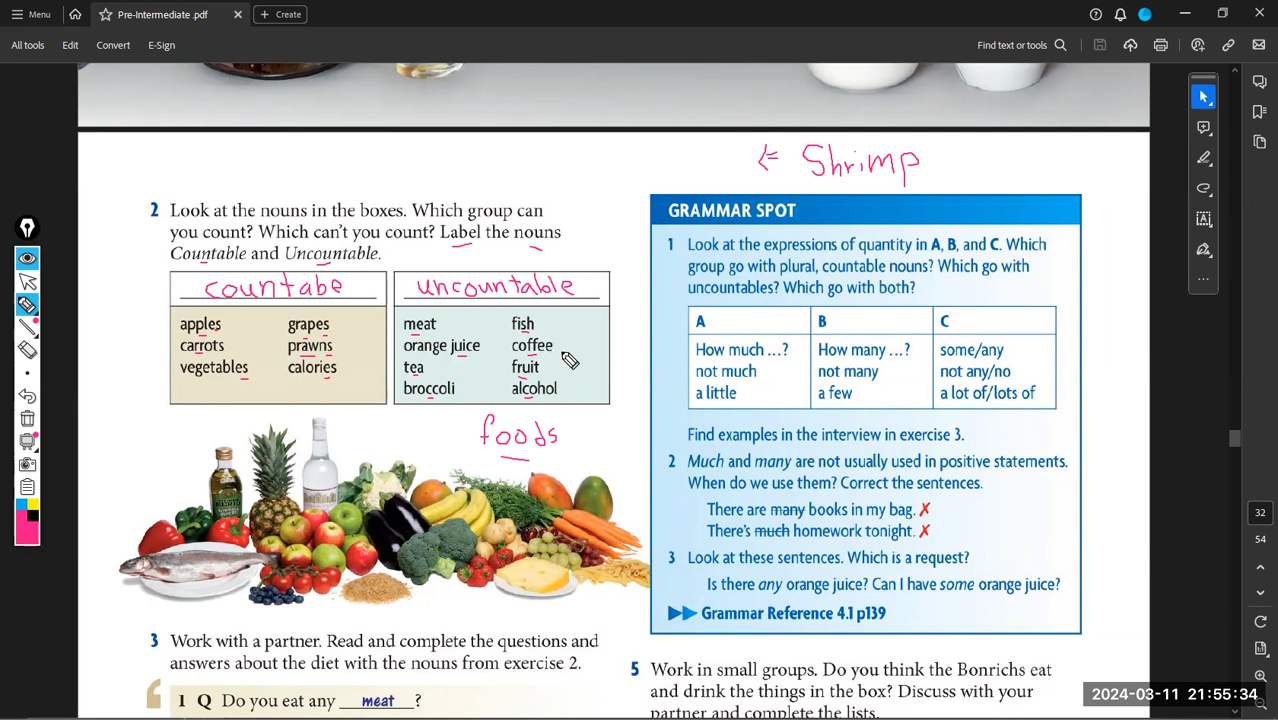 Menu
Pre-Intermediate .pdf
Create
All tools
Edit
Convert
E-Sign
Find text or tools
← Shrimp
2 Look at the nouns in the boxes. Which group can
you count? Which can't you count? Label the nouns
Countable and Uncountable.
countabe
uncountable
apples grapes
carrots prawns
vegetables calories
meat fish
orange juice coffee
tea fruit
broccoli alcohol
foods
3 Work with a partner. Read and complete the questions and
answers about the diet with the nouns from exercise 2.
1 Q Do you eat any meat ?
GRAMMAR SPOT
1 Look at the expressions of quantity in A, B, and C. Which
group go with plural, countable nouns? Which go with
uncountables? Which go with both?
A B C
How much …? How many …? some/any
not much not many not any/no
a little a few a lot of/lots of
Find examples in the interview in exercise 3.
2 Much and many are not usually used in positive statements.
When do we use them? Correct the sentences.
There are many books in my bag. ✗
There's much homework tonight. ✗
3 Look at these sentences. Which is a request?
Is there any orange juice? Can I have some orange juice?
▶▶ Grammar Reference 4.1 p139
5 Work in small groups. Do you think the Bonrichs eat
and drink the things in the box? Discuss with your
partner and complete the lists.
32
54
2024-03-11 21:55:34